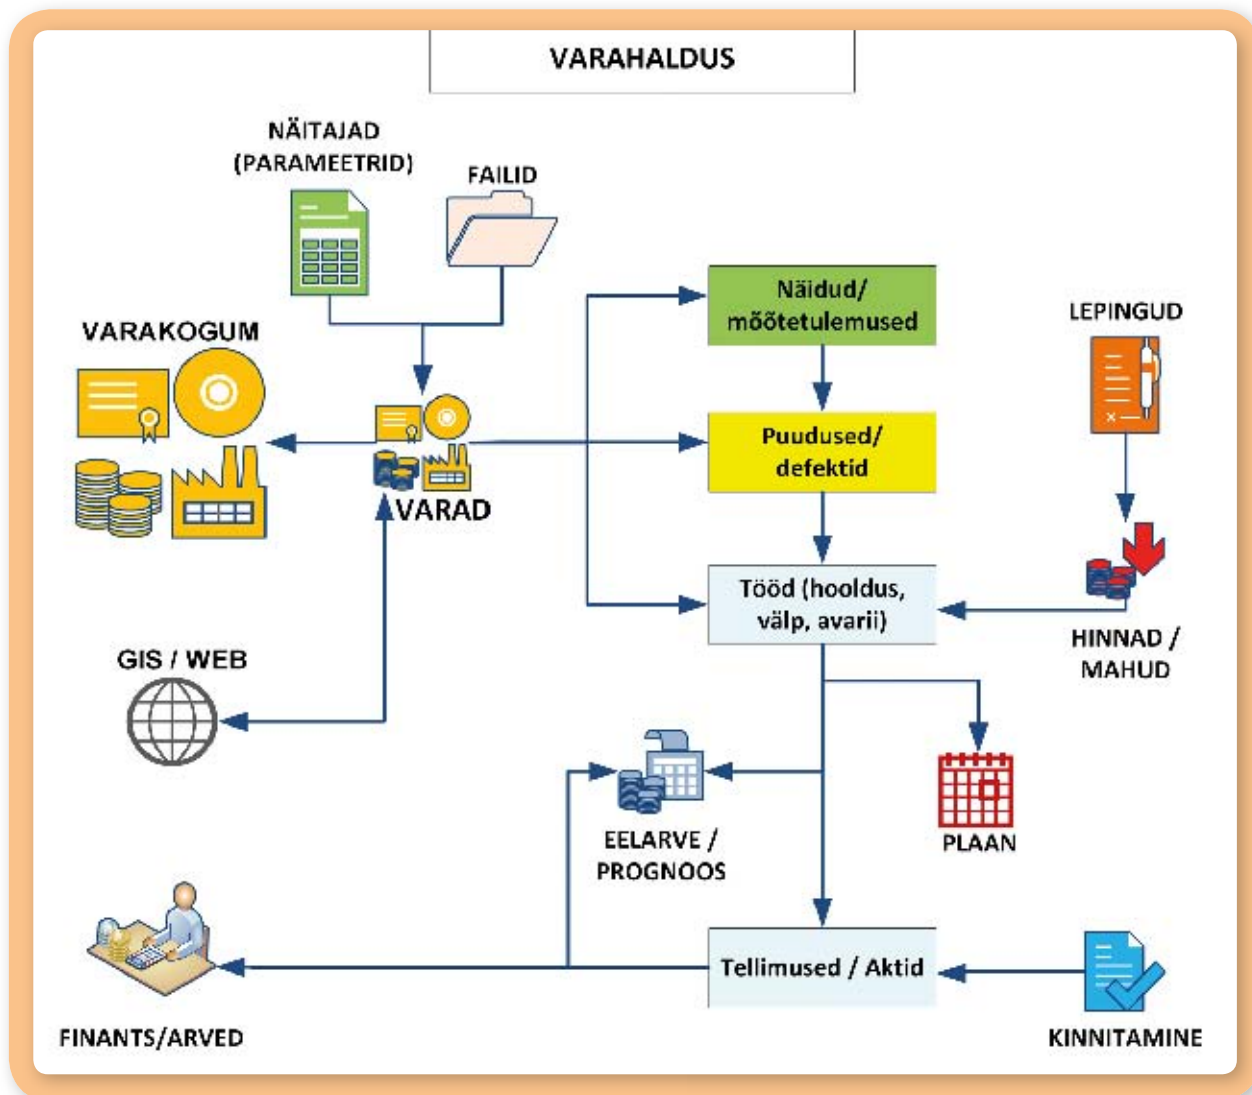 VARAHALDUS
NÄITAJAD
(PARAMEETRID)
FAILID
VARAKOGUM
VARAD
Näidud/
mõõtetulemused
LEPINGUD
Puudused/
defektid
Tööd (hooldus,
välp, avarii)
HINNAD /
MAHUD
GIS / WEB
EELARVE /
PROGNOOS
PLAAN
Tellimused / Aktid
FINANTS/ARVED
KINNITAMINE